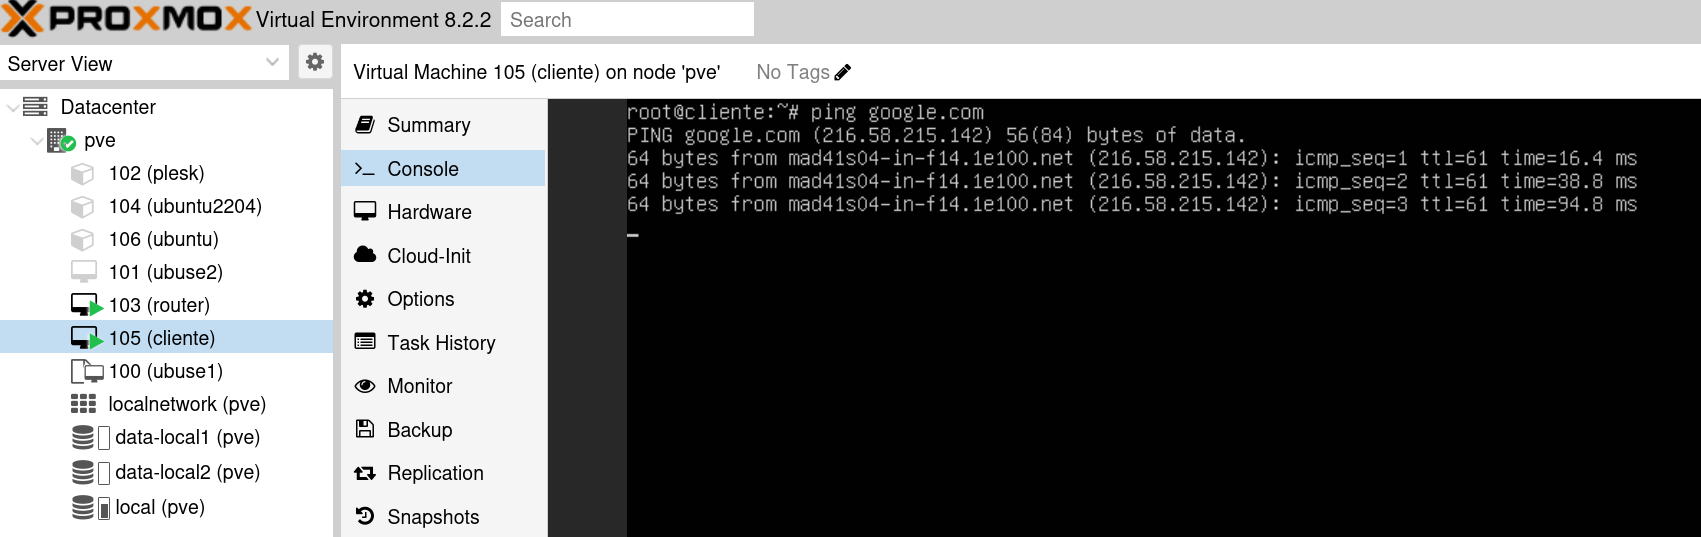 PROXMOX Virtual Environment 8.2.2 Search
Server View
Virtual Machine 105 (cliente) on node 'pve' No Tags
Datacenter
pve
102 (plesk)
104 (ubuntu2204)
106 (ubuntu)
101 (ubuse2)
103 (router)
105 (cliente)
100 (ubuse1)
localnetwork (pve)
data-local1 (pve)
data-local2 (pve)
local (pve)
Summary
Console
Hardware
Cloud-Init
Options
Task History
Monitor
Backup
Replication
Snapshots
root@cliente:~# ping google.com
PING google.com (216.58.215.142) 56(84) bytes of data.
64 bytes from mad41s04-in-f14.1e100.net (216.58.215.142): icmp_seq=1 ttl=61 time=16.4 ms
64 bytes from mad41s04-in-f14.1e100.net (216.58.215.142): icmp_seq=2 ttl=61 time=38.8 ms
64 bytes from mad41s04-in-f14.1e100.net (216.58.215.142): icmp_seq=3 ttl=61 time=94.8 ms